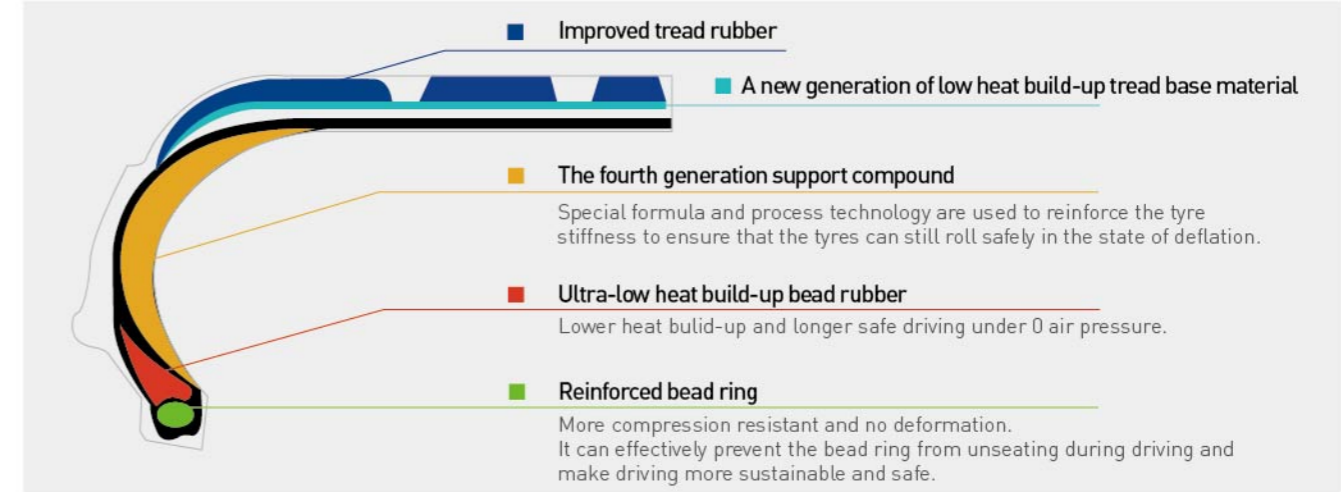 Improved tread rubber
A new generation of low heat build-up tread base material
The fourth generation support compound
Special formula and process technology are used to reinforce the tyre
stiffness to ensure that the tyres can still roll safely in the state of deflation.
Ultra-low heat build-up bead rubber
Lower heat bulid-up and longer safe driving under 0 air pressure.
Reinforced bead ring
More compression resistant and no deformation.
It can effectively prevent the bead ring from unseating during driving and
make driving more sustainable and safe.